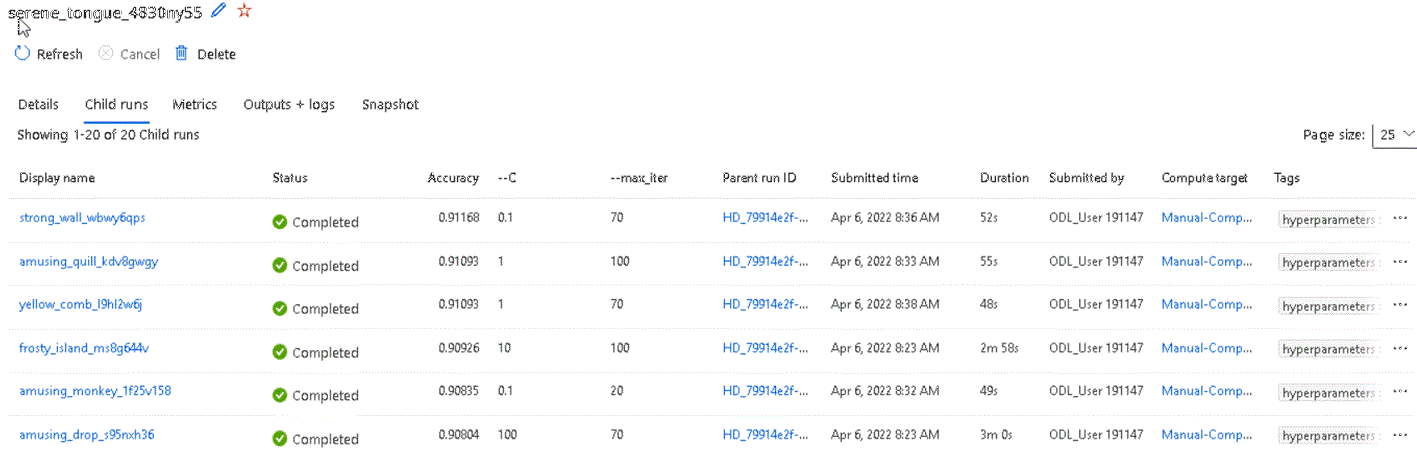 serene_tongue_4830ny55
Refresh Cancel Delete
Details Child runs Metrics Outputs + logs Snapshot
Showing 1-20 of 20 Child runs Page size: 25
Display name Status Accuracy --C --max_iter Parent run ID Submitted time Duration Submitted by Compute target Tags
strong_wall_wbwy6qps Completed 0.91168 0.1 70 HD_79914e2f-... Apr 6, 2022 8:36 AM 52s ODL_User 191147 Manual-Comp... hyperparameters : ...
amusing_quill_kdv8gwgy Completed 0.91093 1 100 HD_79914e2f-... Apr 6, 2022 8:33 AM 55s ODL_User 191147 Manual-Comp... hyperparameters : ...
yellow_comb_l9hl2w6j Completed 0.91093 1 70 HD_79914e2f-... Apr 6, 2022 8:38 AM 48s ODL_User 191147 Manual-Comp... hyperparameters : ...
frosty_island_ms8g644v Completed 0.90926 10 100 HD_79914e2f-... Apr 6, 2022 8:23 AM 2m 58s ODL_User 191147 Manual-Comp... hyperparameters : ...
amusing_monkey_1f25v158 Completed 0.90835 0.1 20 HD_79914e2f-... Apr 6, 2022 8:32 AM 49s ODL_User 191147 Manual-Comp... hyperparameters : ...
amusing_drop_s95nxh36 Completed 0.90804 100 70 HD_79914e2f-... Apr 6, 2022 8:23 AM 3m 0s ODL_User 191147 Manual-Comp... hyperparameters : ...